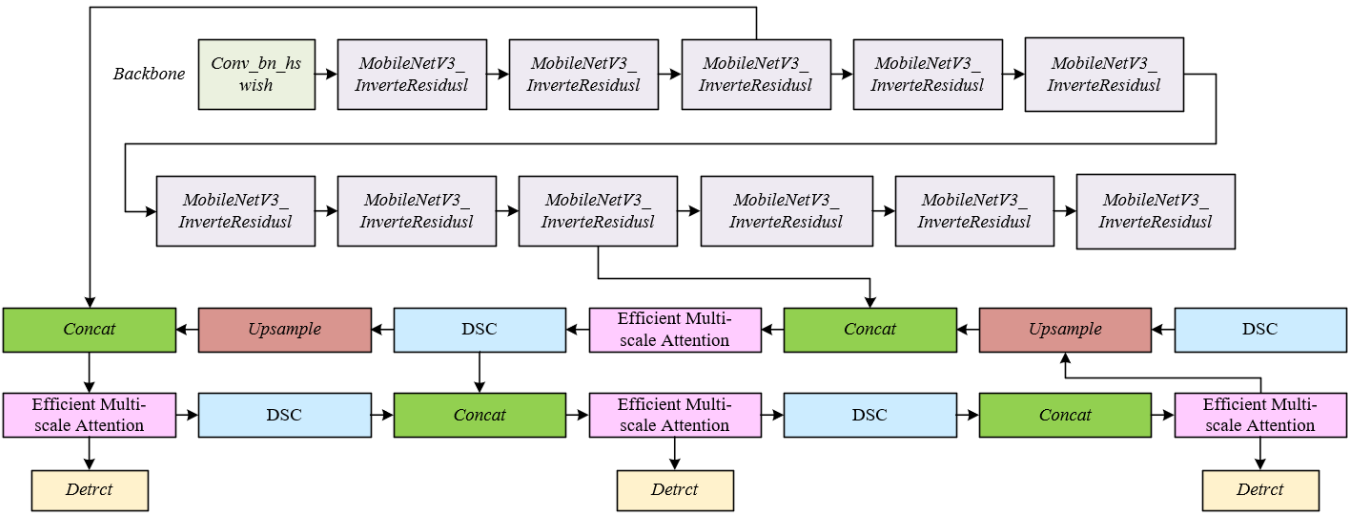 Backbone
Conv_bn_hs
wish
MobileNetV3_
InverteResidusl
MobileNetV3_
InverteResidusl
MobileNetV3_
InverteResidusl
MobileNetV3_
InverteResidusl
MobileNetV3_
InverteResidusl
MobileNetV3_
InverteResidusl
MobileNetV3_
InverteResidusl
MobileNetV3_
InverteResidusl
MobileNetV3_
InverteResidusl
MobileNetV3_
InverteResidusl
MobileNetV3_
InverteResidusl
Concat
Upsample
DSC
Efficient Multi-
scale Attention
Concat
Upsample
DSC
Efficient Multi-
scale Attention
DSC
Concat
Efficient Multi-
scale Attention
DSC
Concat
Efficient Multi-
scale Attention
Detrct
Detrct
Detrct